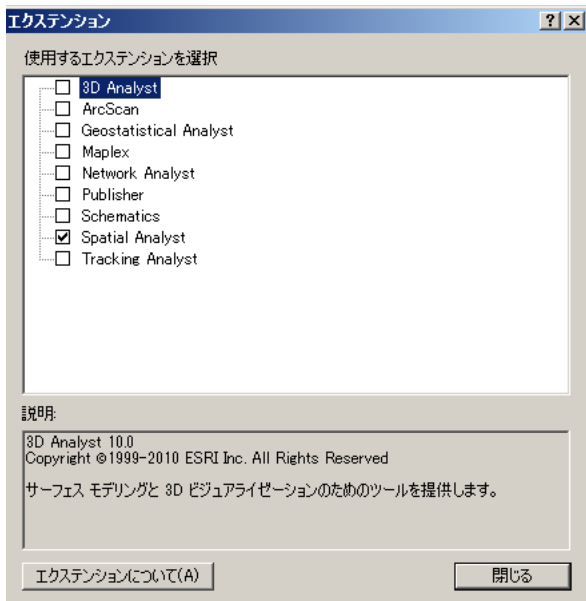 エクステンション
使用するエクステンションを選択
3D Analyst
ArcScan
Geostatistical Analyst
Maplex
Network Analyst
Publisher
Schematics
Spatial Analyst
Tracking Analyst
説明:
3D Analyst 10.0
Copyright ©1999-2010 ESRI Inc. All Rights Reserved
サーフェス モデリングと 3D ビジュアライゼーションのためのツールを提供します。
エクステンションについて(A)
閉じる